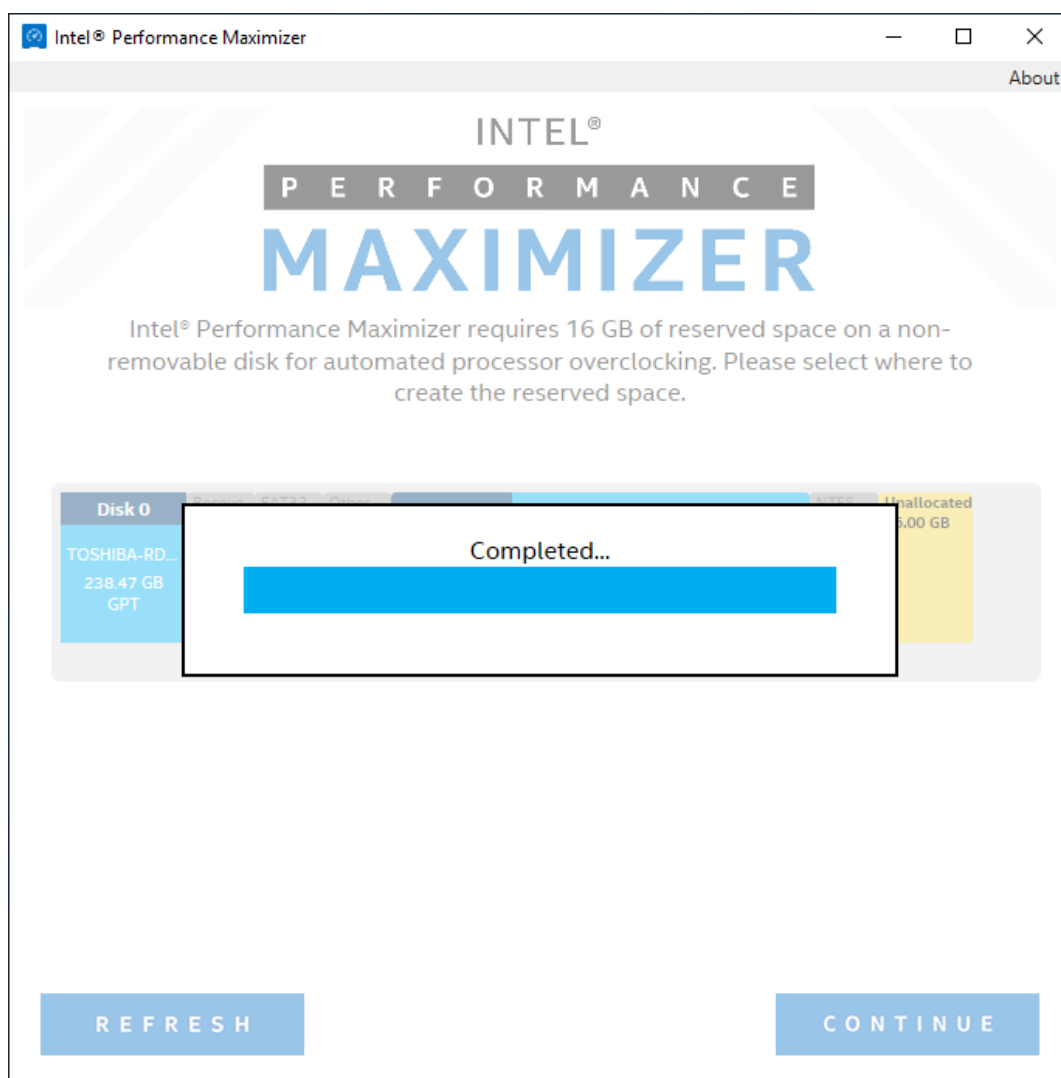 Intel® Performance Maximizer
About
INTEL®
PERFORMANCE
MAXIMIZER
Intel® Performance Maximizer requires 16 GB of reserved space on a non-
removable disk for automated processor overclocking. Please select where to
create the reserved space.
Disk 0
Unallocated
TOSHIBA-RD...
238.47 GB
GPT
Completed...
REFRESH
CONTINUE